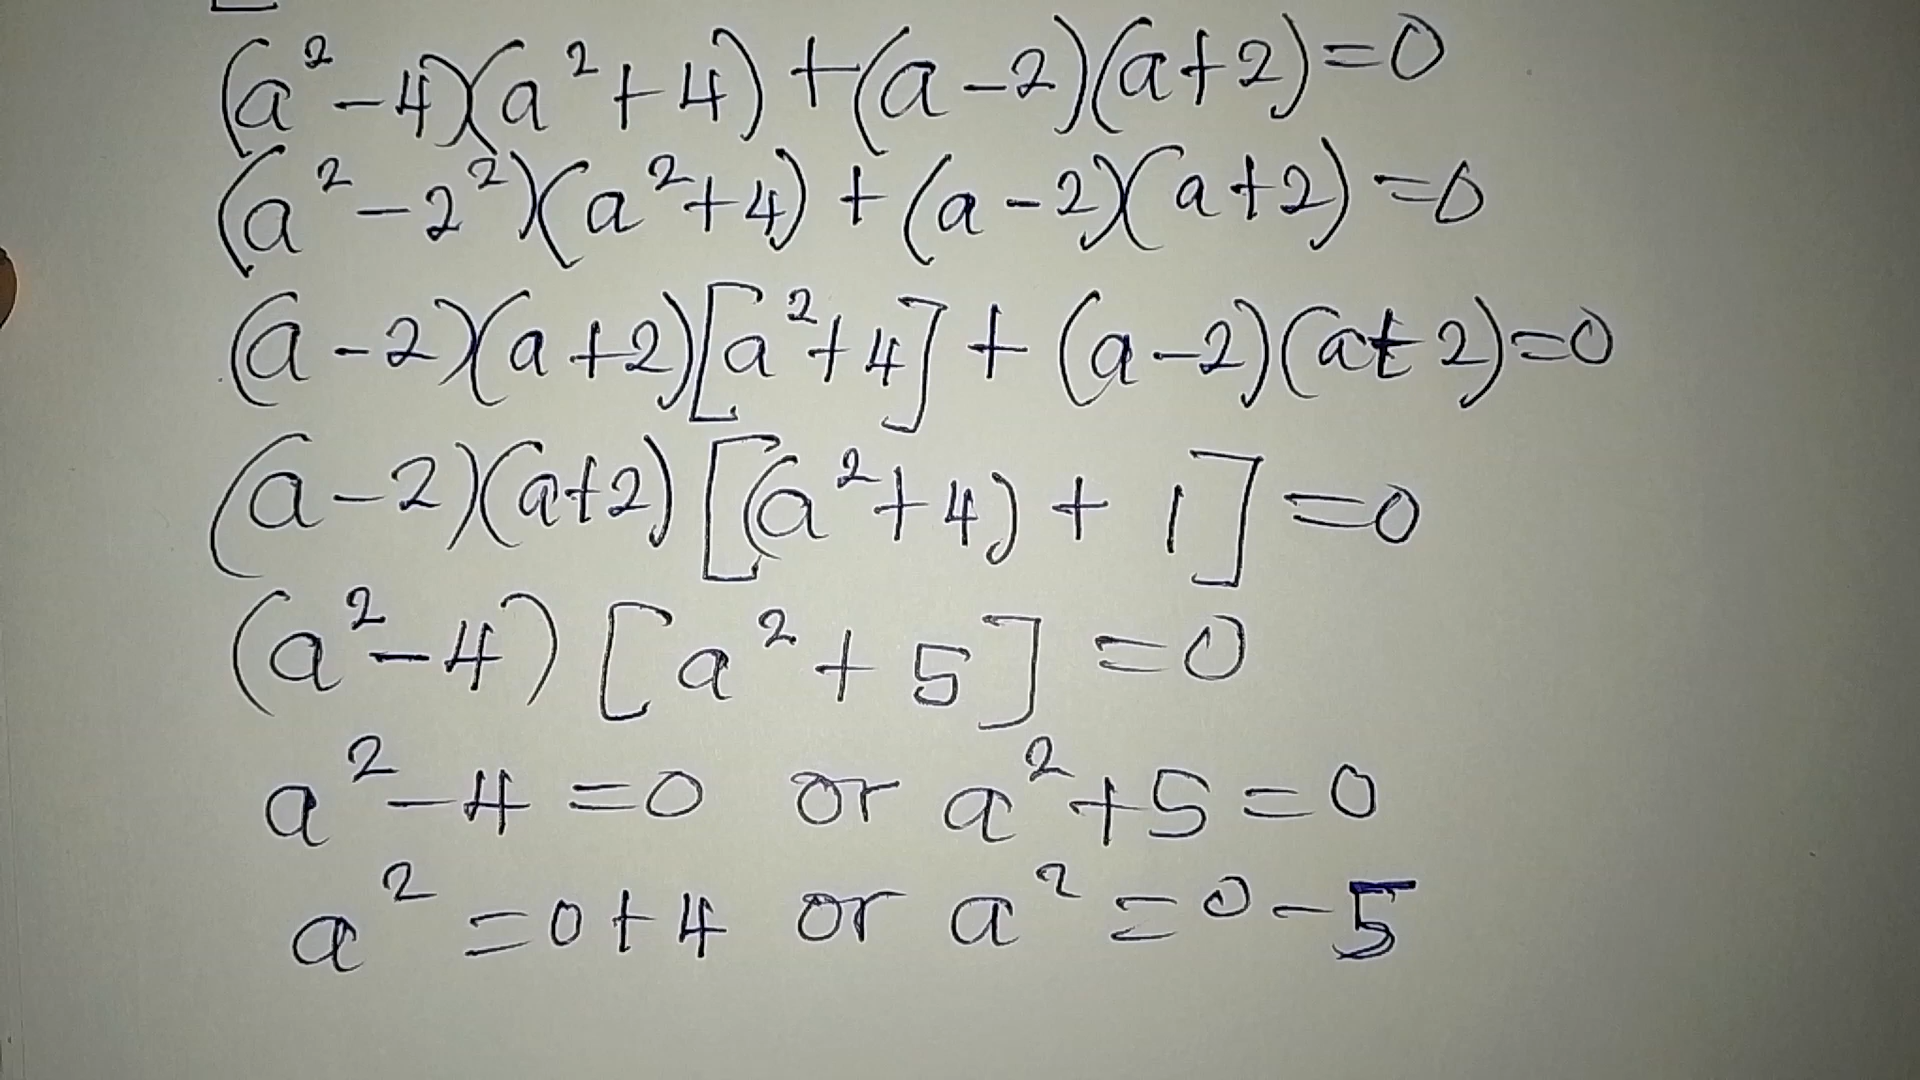 (a²-4)(a²+4)+(a-2)(a+2)=0
(a²-2²)(a²+4)+(a-2)(a+2)=0
(a-2)(a+2)[a²+4]+(a-2)(a+2)=0
(a-2)(a+2)[(a²+4)+1]=0
(a²-4)[a²+5]=0
a²-4=0 or a²+5=0
a²=0+4 or a²=0-5